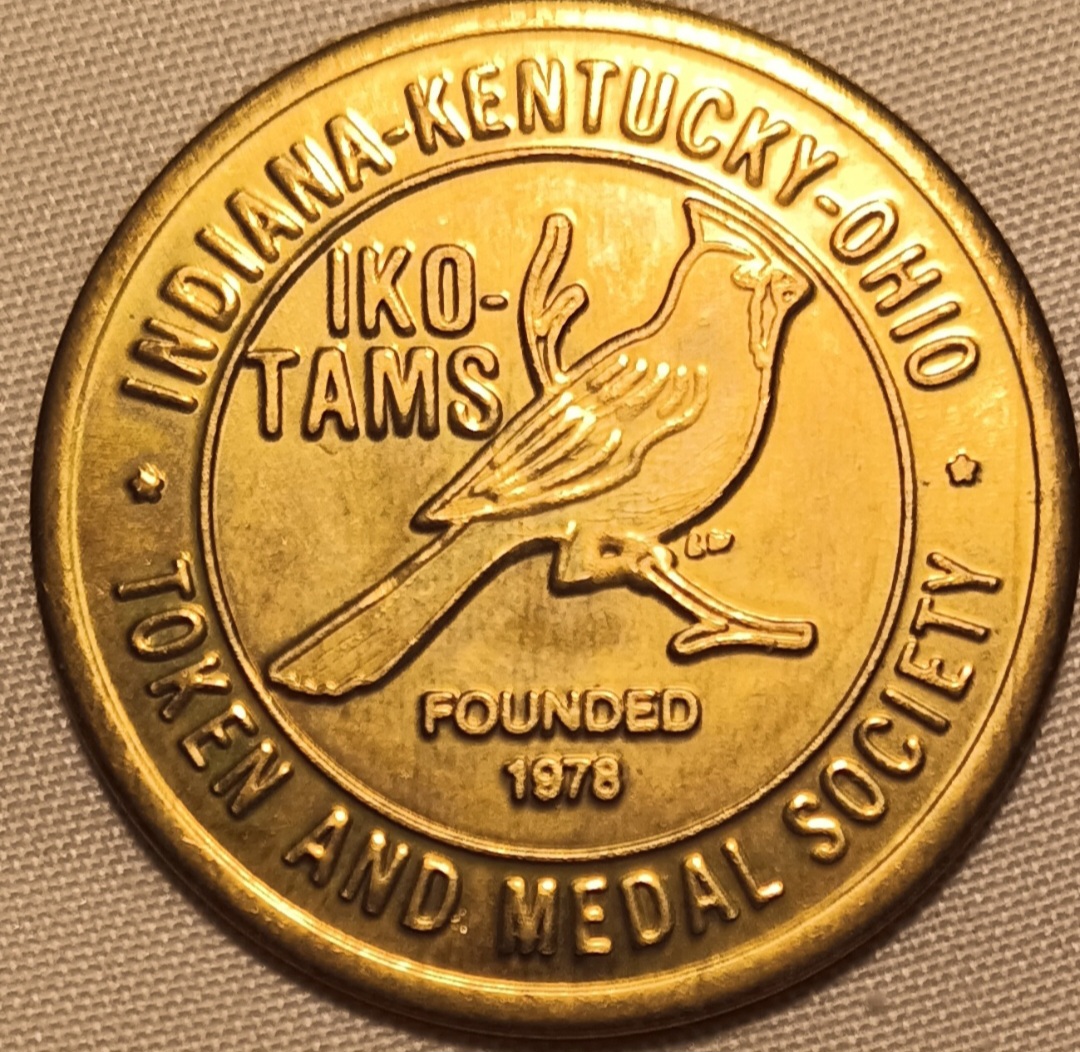 INDIANA-KENTUCKY-OHIO
IKO-
TAMS
FOUNDED
1978
TOKEN AND MEDAL SOCIETY